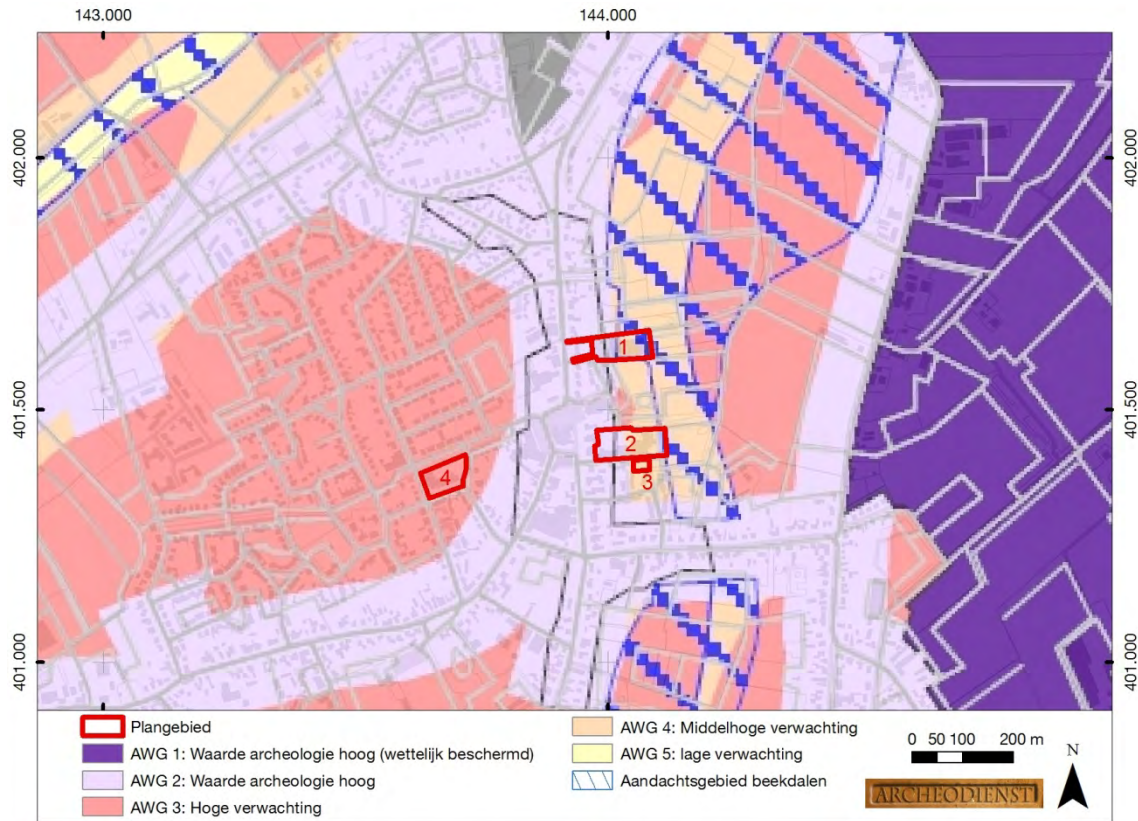 143.000 144.000
402.000 402.000
1
401.500 401.500
2
4
3
401.000 401.000
Plangebied
AWG 1: Waarde archeologie hoog (wettelijk beschermd)
AWG 2: Waarde archeologie hoog
AWG 3: Hoge verwachting
AWG 4: Middelhoge verwachting
AWG 5: lage verwachting
Aandachtsgebied beekdalen
0 50 100 200 m
N
ARCHEODIENST